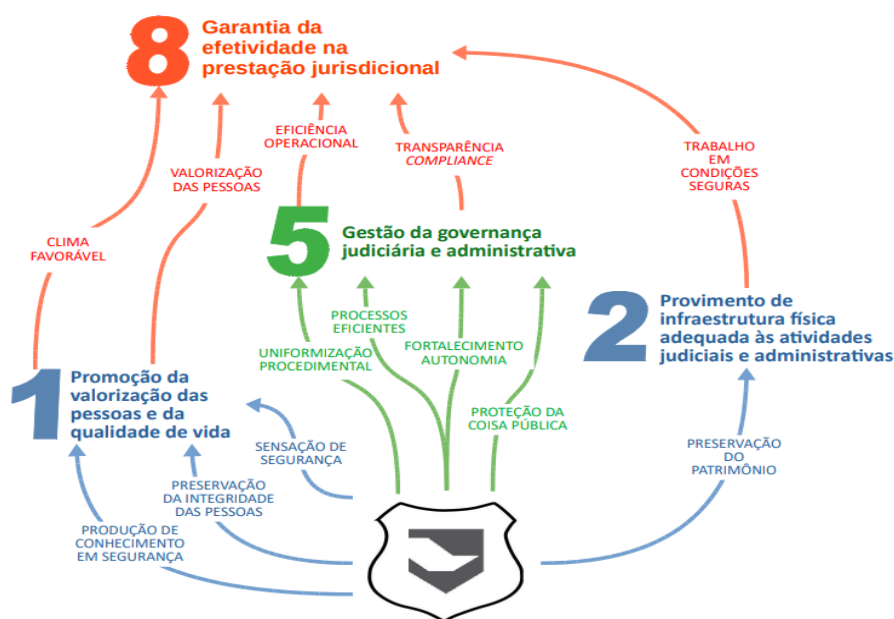 8
Garantia da
efetividade na
prestação jurisdicional
CLIMA
FAVORÁVEL
VALORIZAÇÃO
DAS PESSOAS
EFICIÊNCIA
OPERACIONAL
TRANSPARÊNCIA
COMPLIANCE
TRABALHO
EM
CONDIÇÕES
SEGURAS
5
Gestão da governança
judiciária e administrativa
2
Provimento de
infraestrutura física
adequada às atividades
judiciais e administrativas
UNIFORMIZAÇÃO
PROCEDIMENTAL
PROCESSOS
EFICIENTES
FORTALECIMENTO
AUTONOMIA
PROTEÇÃO DA
COISA PÚBLICA
1
Promoção da
valorização das
pessoas e da
qualidade de vida
PRODUÇÃO DE
CONHECIMENTO
EM SEGURANÇA
PRESERVAÇÃO
DA INTEGRIDADE
DAS PESSOAS
SENSAÇÃO DE
SEGURANÇA
PRESERVAÇÃO
DO
PATRIMÔNIO